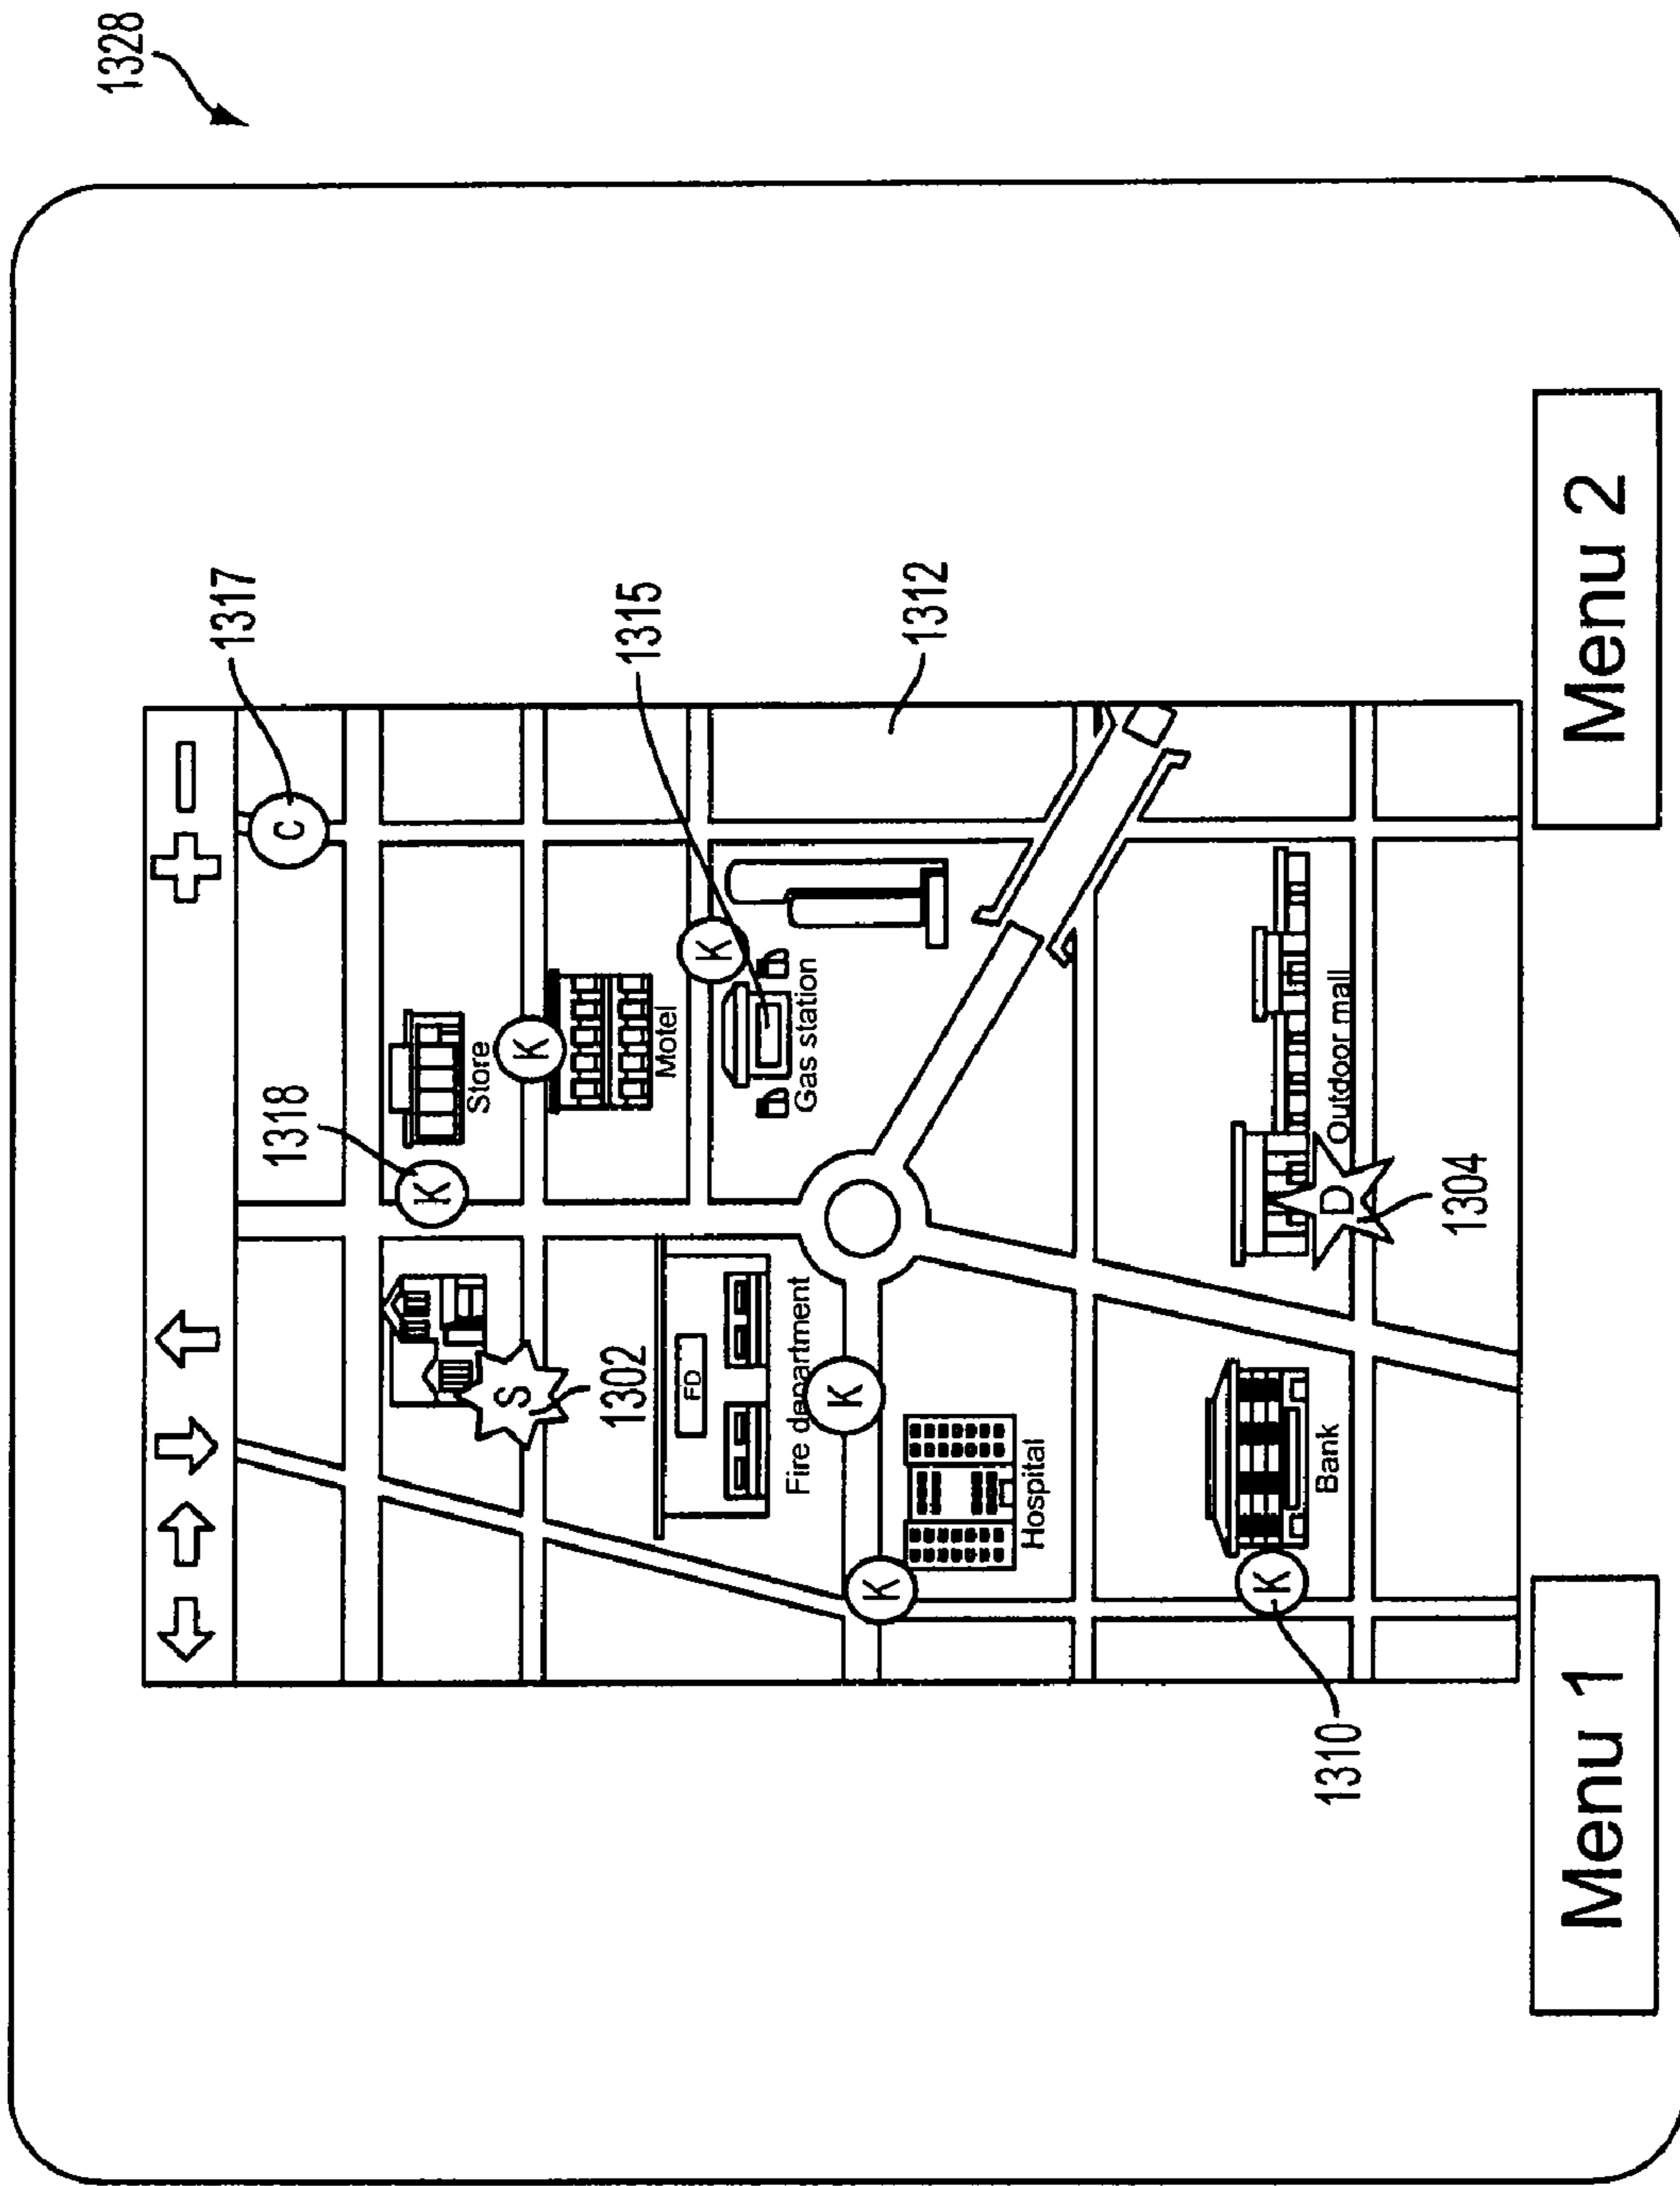 1328
1317
C
1318
K
Store
S
K
1302
1315
Motel
FD
K
Fire department
Gas station
K
K
1312
Hospital
K
1310
Bank
D
Outdoor mall
1304
Menu 1
Menu 2